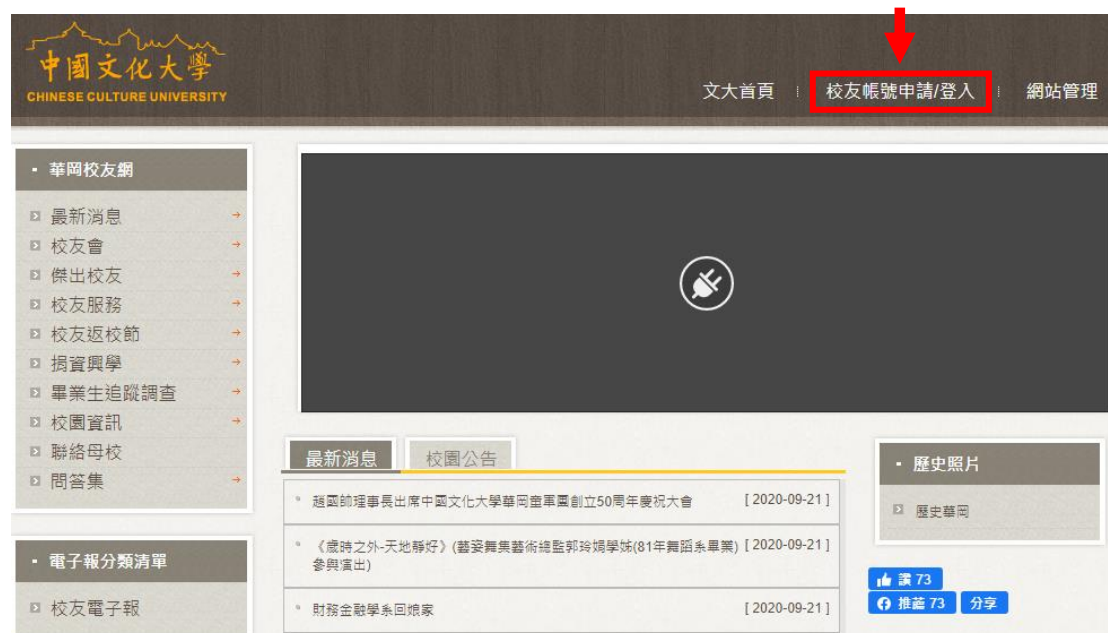 中國文化大學
CHINESE CULTURE UNIVERSITY
文大首頁
校友帳號申請/登入
網站管理
華岡校友網
最新消息
校友會
傑出校友
校友服務
校友返校節
捐資興學
畢業生追蹤調查
校園資訊
聯絡母校
問答集
電子報分類清單
校友電子報
最新消息
校園公告
趙國帥理事長出席中國文化大學華岡童軍團創立50周年慶祝大會 [ 2020-09-21 ]
《歲時之外-天地靜好》(藝姿舞集藝術總監郭玲娟學姊(81年舞蹈系畢業) [ 2020-09-21 ]
參與演出)
財務金融學系回娘家 [ 2020-09-21 ]
歷史照片
歷史華岡
讚 73
推薦 73
分享